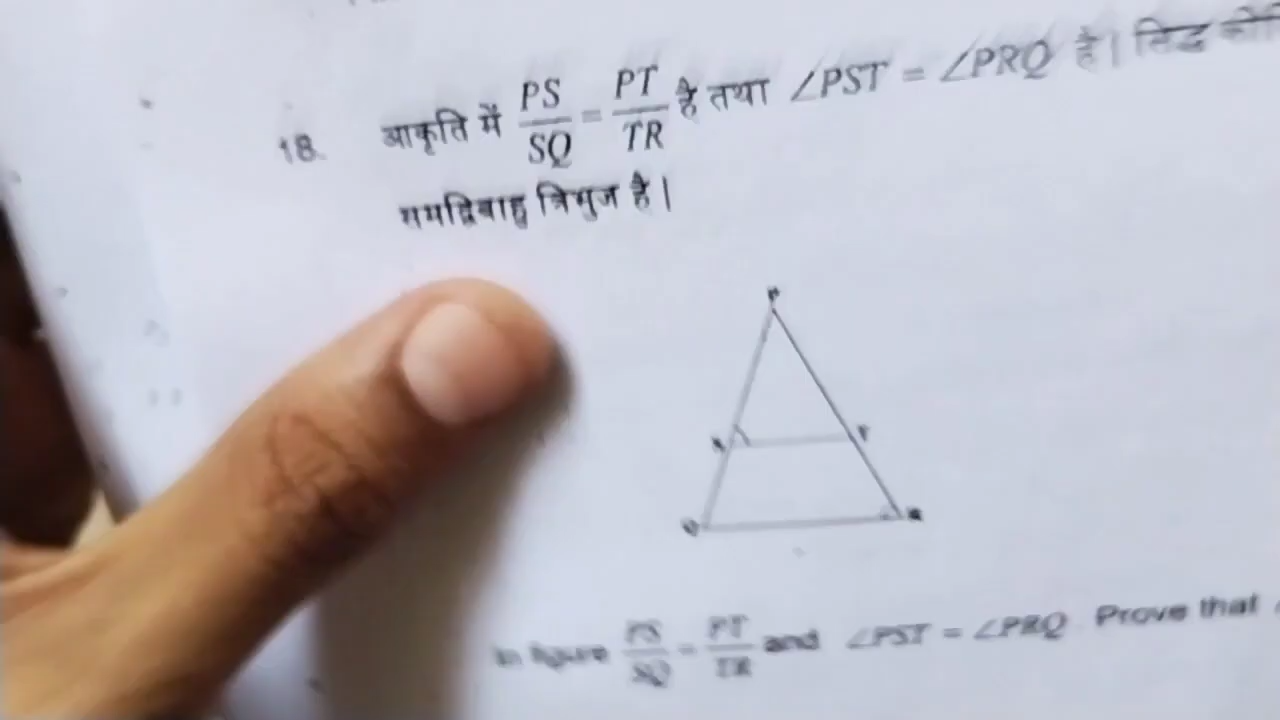 18. आकृति में PS/SQ = PT/TR है तथा ∠PST = ∠PRQ है। सिद्ध
समद्विबाहु त्रिभुज है।
P
S T
Q R
In figure PS/SQ = PT/TR and ∠PST = ∠PRQ Prove that